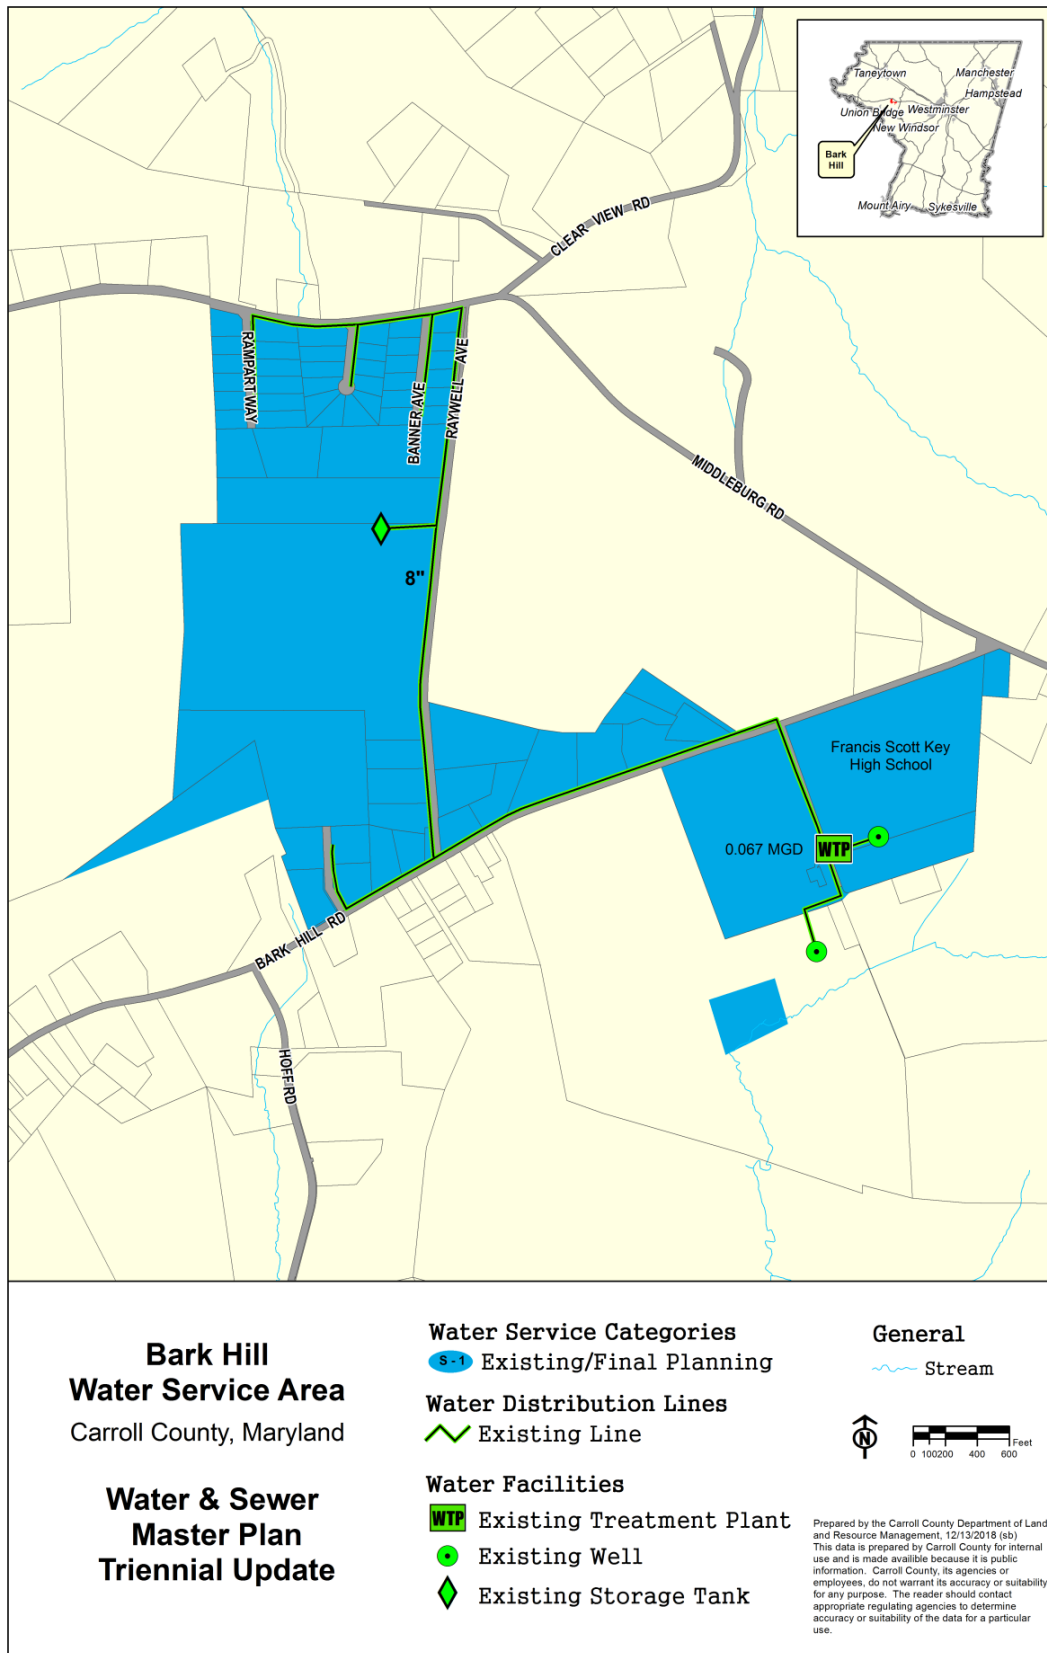 Taneytown
Manchester
Hampstead
Union Bridge
Westminster
New Windsor
Bark
Hill
Mount Airy
Sykesville
CLEAR VIEW RD
RAMPART WAY
BANNER AVE
RAYWELL AVE
MIDDLEBURG RD
8"
Francis Scott Key
High School
0.067 MGD
WTP
BARK HILL RD
HOFF RD
Bark Hill
Water Service Area
Carroll County, Maryland
Water & Sewer
Master Plan
Triennial Update
Water Service Categories
S - 1 Existing/Final Planning
Water Distribution Lines
Existing Line
Water Facilities
WTP Existing Treatment Plant
Existing Well
Existing Storage Tank
General
Stream
N
Feet
0 100200 400 600
Prepared by the Carroll County Department of Land
and Resource Management, 12/13/2018 (sb)
This data is prepared by Carroll County for internal
use and is made availible because it is public
information. Carroll County, its agencies or
employees, do not warrant its accuracy or suitability
for any purpose. The reader should contact
appropriate regulating agencies to determine
accuracy or suitability of the data for a particular
use.